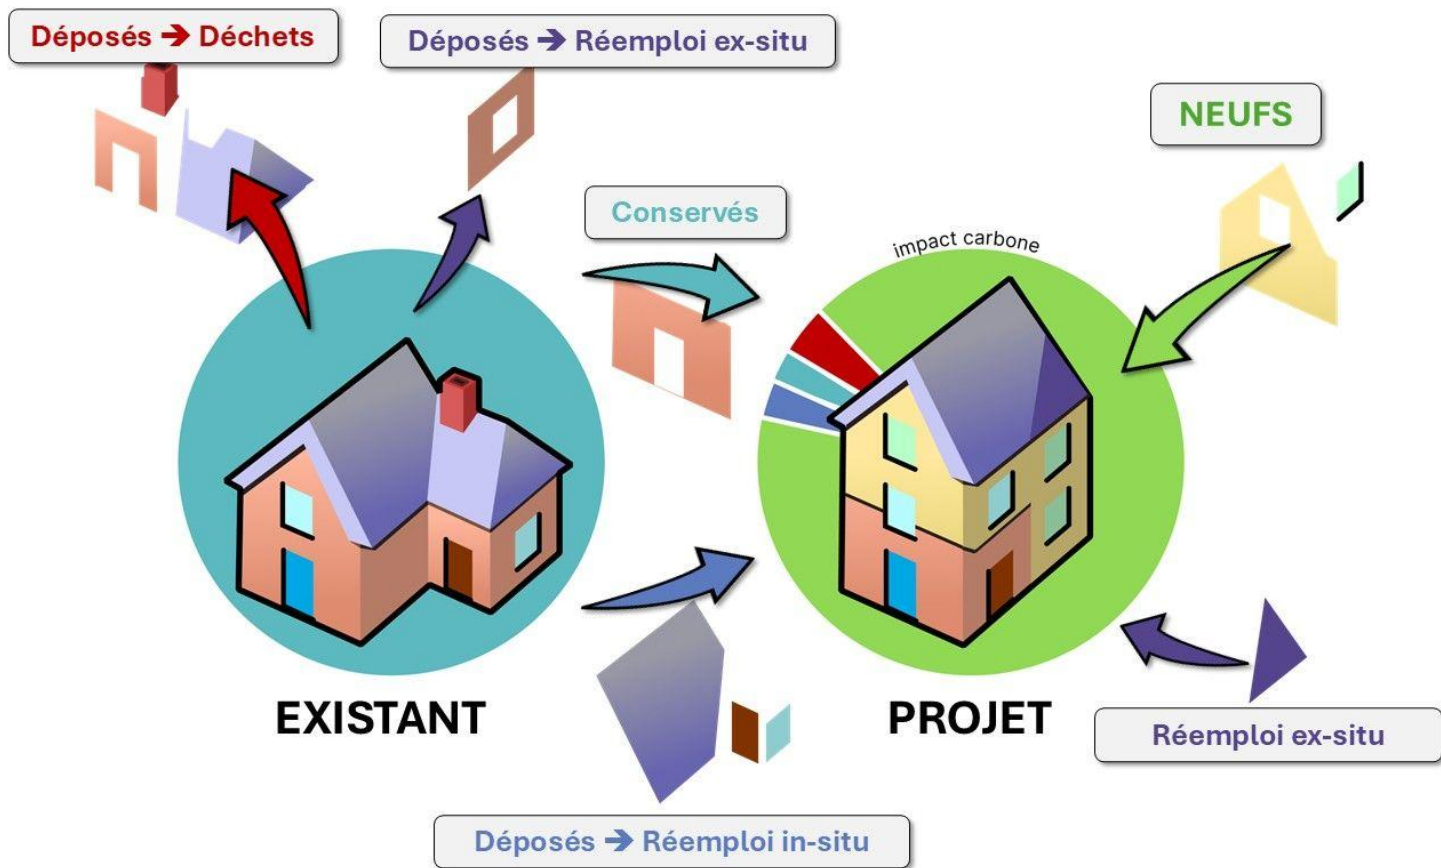 Déposés ➔ Déchets
Déposés ➔ Réemploi ex-situ
NEUFS
Conservés
impact carbone
EXISTANT
PROJET
Réemploi ex-situ
Déposés ➔ Réemploi in-situ